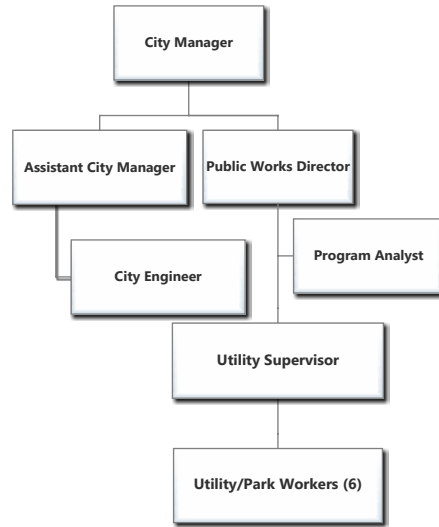 City Manager
Assistant City Manager
Public Works Director
Program Analyst
City Engineer
Utility Supervisor
Utility/Park Workers (6)